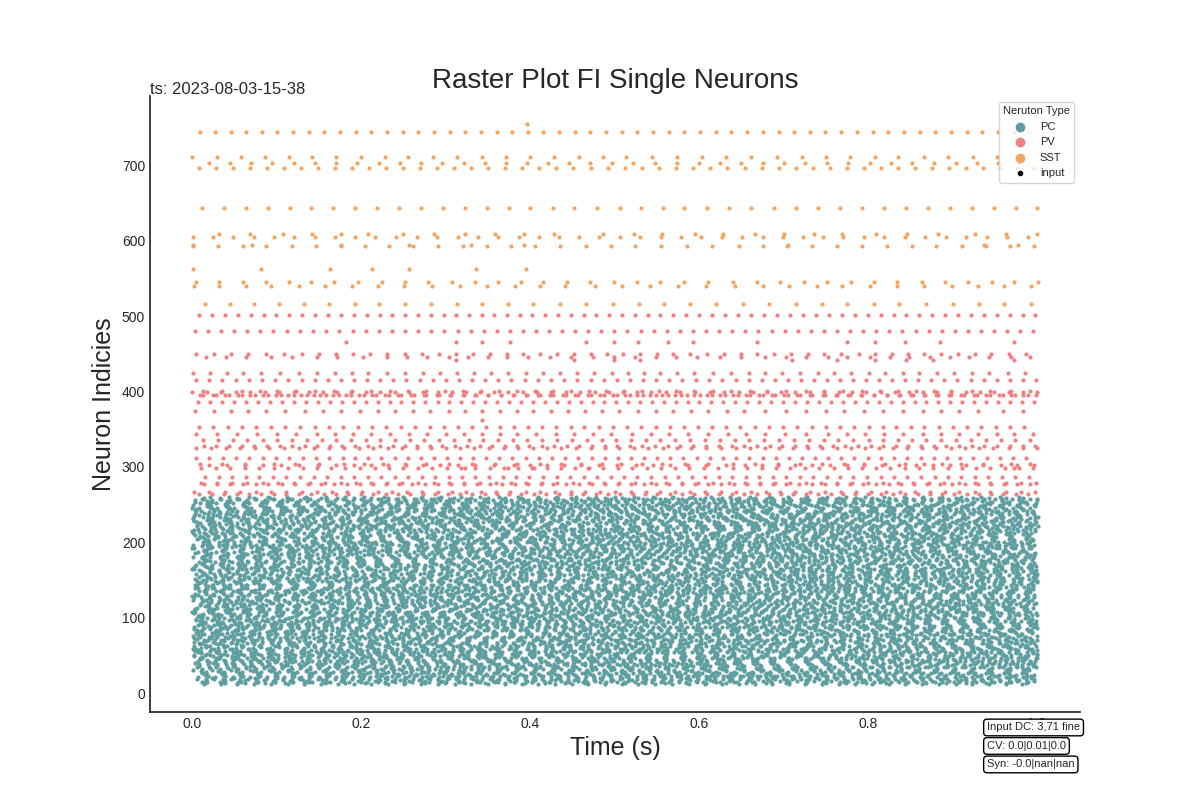 Raster Plot FI Single Neurons
ts: 2023-08-03-15-38
Neruton Type
PC
PV
SST
input
Neuron Indicies
700
600
500
400
300
200
100
0
0.0
0.2
0.4
0.6
0.8
Time (s)
Input DC: 3,71 fine
CV: 0.0|0.01|0.0
Syn: -0.0|nan|nan